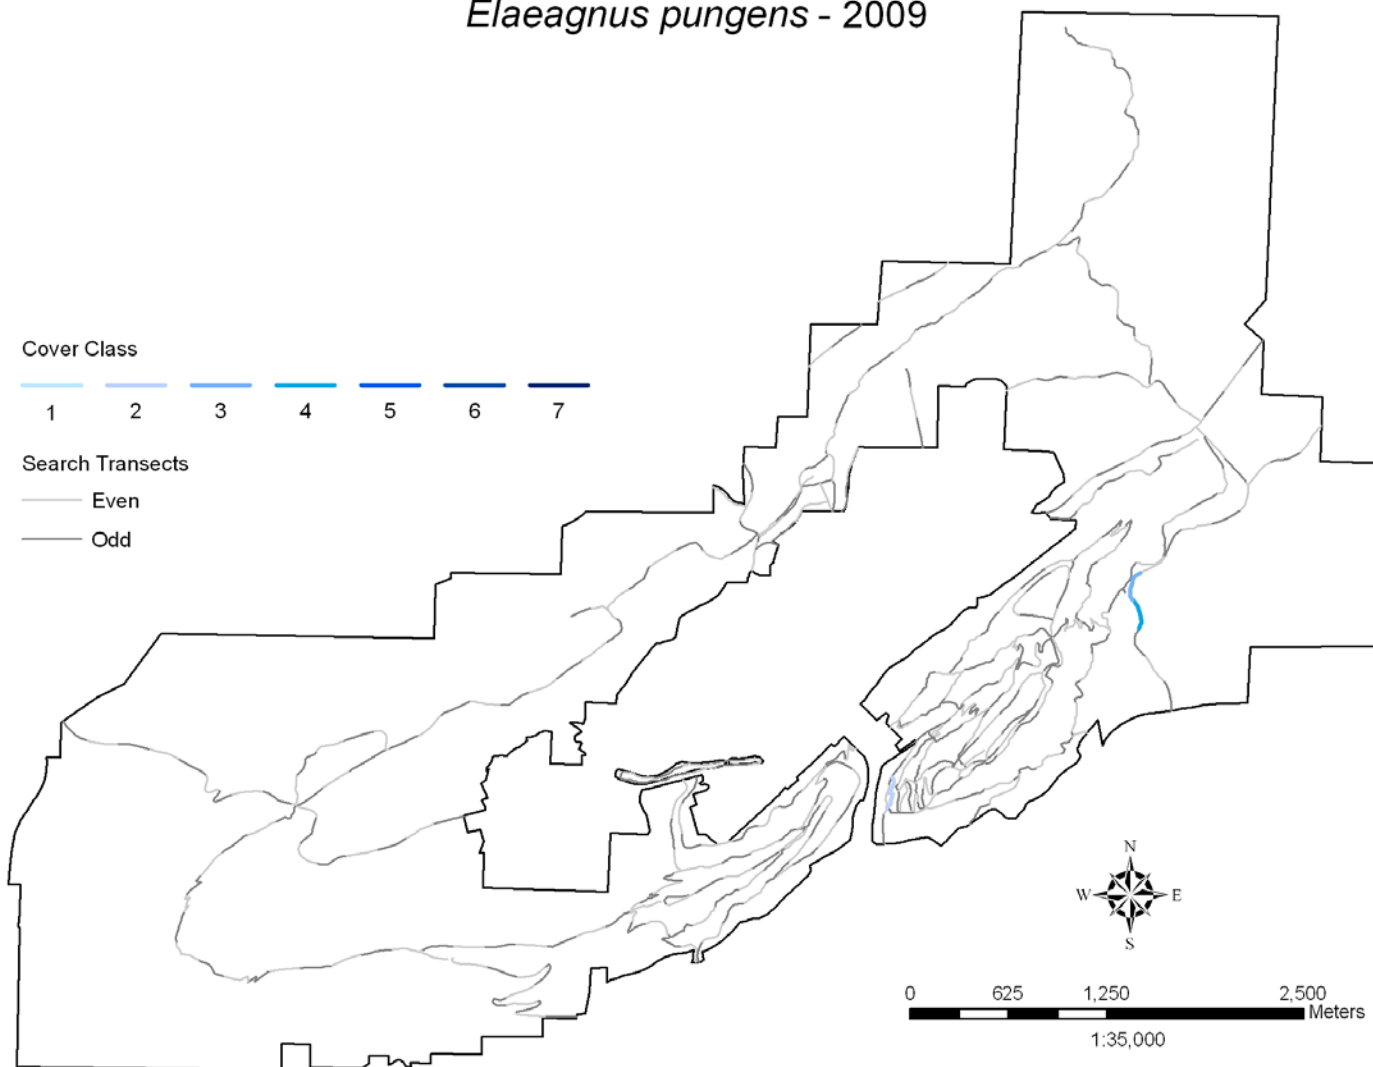 Elaeagnus pungens - 2009
Cover Class
1 2 3 4 5 6 7
Search Transects
Even
Odd
N
W E
S
0 625 1,250 2,500
Meters
1:35,000